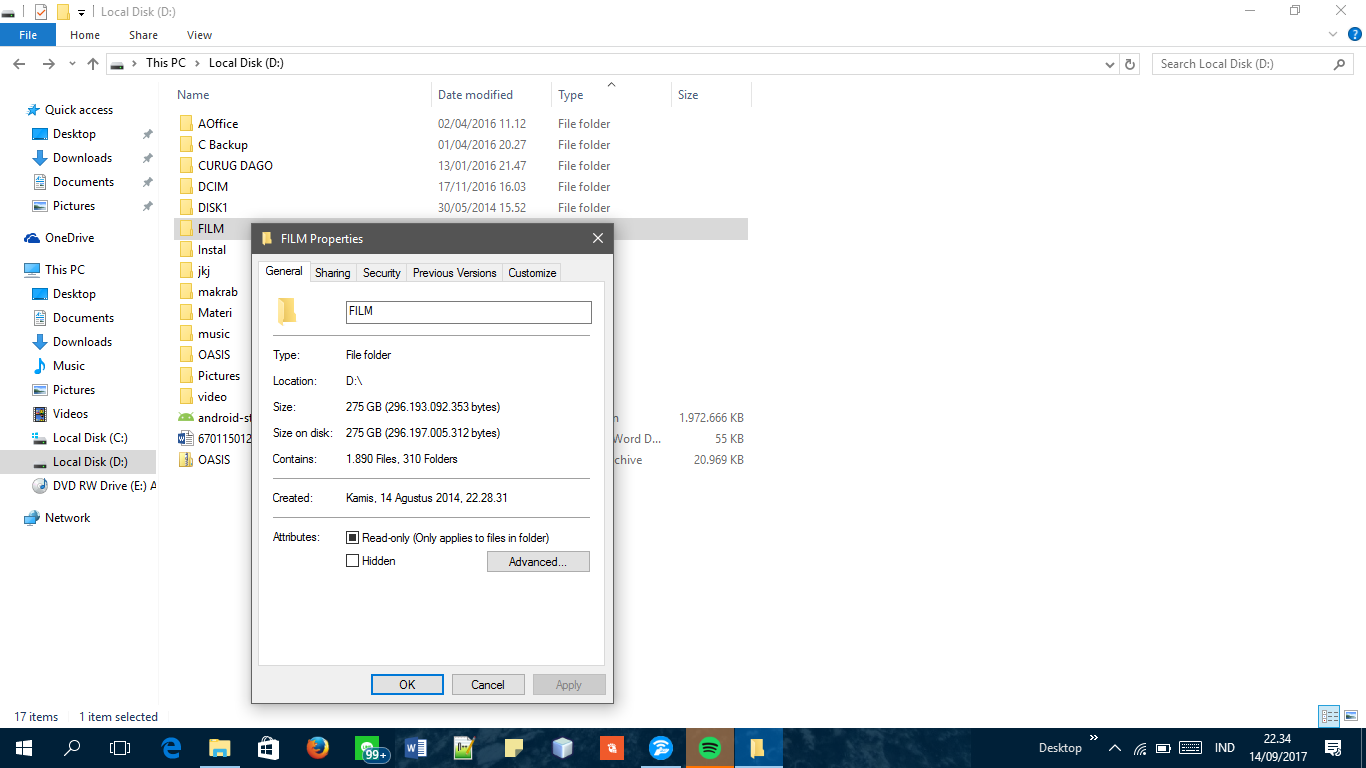 Local Disk (D:)
File Home Share View
This PC Local Disk (D:) Search Local Disk (D:)
Name Date modified Type Size
Quick access
Desktop
Downloads
Documents
Pictures
OneDrive
This PC
Desktop
Documents
Downloads
Music
Pictures
Videos
Local Disk (C:)
Local Disk (D:)
DVD RW Drive (E:) A
Network
AOffice 02/04/2016 11.12 File folder
C Backup 01/04/2016 20.27 File folder
CURUG DAGO 13/01/2016 21.47 File folder
DCIM 17/11/2016 16.03 File folder
DISK1 30/05/2014 15.52 File folder
FILM
Instal
jkj
makrab
Materi
music
OASIS
Pictures
video
android-st n 1.972.666 KB
670115012 Word D... 55 KB
OASIS chive 20.969 KB
FILM Properties
General Sharing Security Previous Versions Customize
FILM
Type: File folder
Location: D:\
Size: 275 GB (296.193.092.353 bytes)
Size on disk: 275 GB (296.197.005.312 bytes)
Contains: 1.890 Files, 310 Folders
Created: Kamis, 14 Agustus 2014, 22.28.31
Attributes: Read-only (Only applies to files in folder)
Hidden Advanced...
OK Cancel Apply
17 items 1 item selected
99+ Desktop IND 22.34
14/09/2017